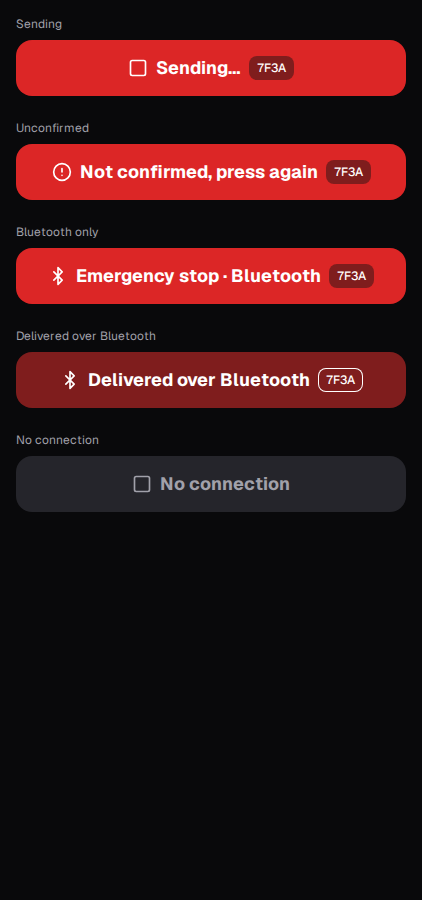 Sending
Sending... 7F3A
Unconfirmed
Not confirmed, press again 7F3A
Bluetooth only
Emergency stop · Bluetooth 7F3A
Delivered over Bluetooth
Delivered over Bluetooth 7F3A
No connection
No connection